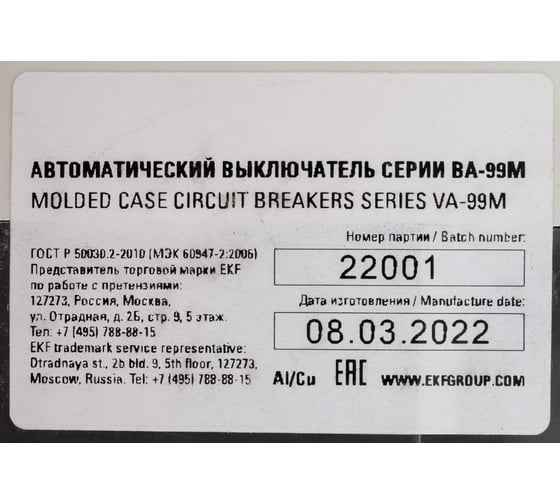 АВТОМАТИЧЕСКИЙ ВЫКЛЮЧАТЕЛЬ СЕРИИ ВА-99М
MOLDED CASE CIRCUIT BREAKERS SERIES VA-99M
ГОСТ Р 50030.2-2010 (МЭК 60947-2:2006)
Представитель торговой марки EKF
по работе с претензиями:
127273, Россия, Москва,
ул. Отрадная, д. 2Б, стр. 9, 5 этаж.
Тел: +7 (495) 788-88-15
EKF trademark service representative:
Otradnaya st., 2b bld. 9, 5th floor, 127273,
Moscow, Russia. Tel: +7 (495) 788-88-15
Номер партии / Batch number:
22001
Дата изготовления / Manufacture date:
08.03.2022
Al/Cu EAC WWW.EKFGROUP.COM